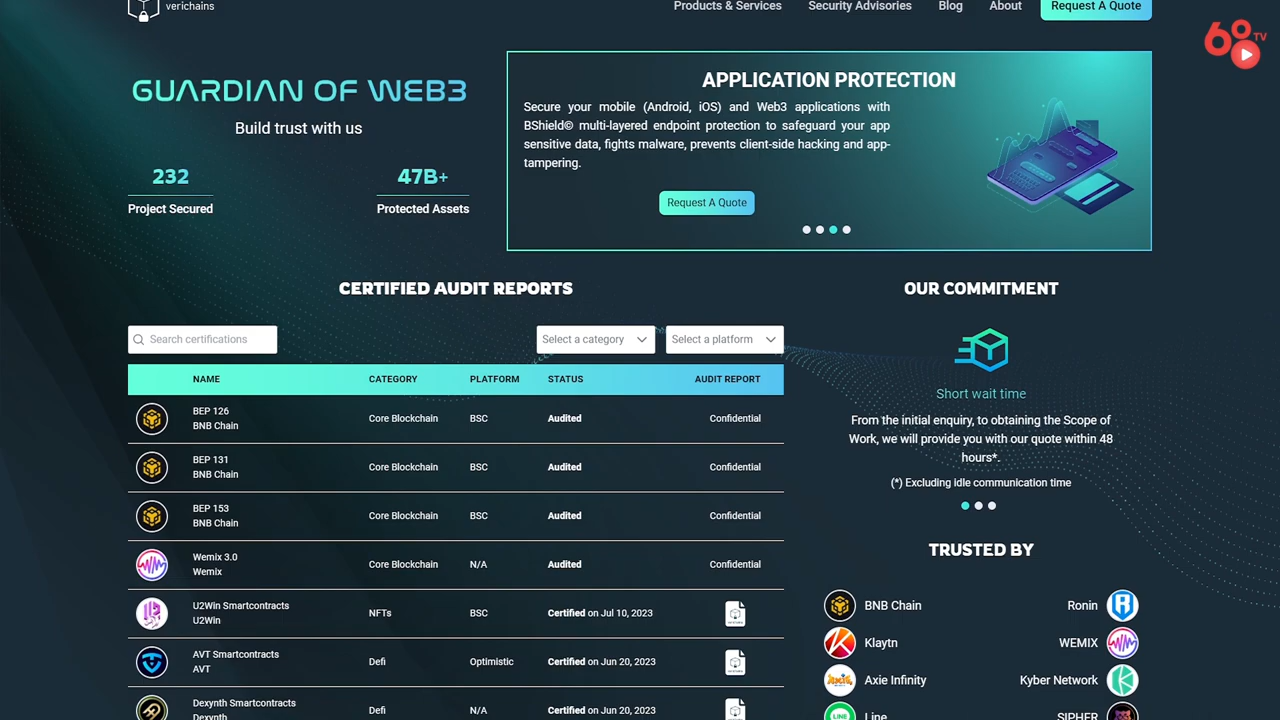 verichains
Products & Services
Security Advisories
Blog
About
Request A Quote
60TV
GUARDIAN OF WEB3
Build trust with us
232
Project Secured
47B+
Protected Assets
APPLICATION PROTECTION
Secure your mobile (Android, iOS) and Web3 applications with
BShield© multi-layered endpoint protection to safeguard your app
sensitive data, fights malware, prevents client-side hacking and app-
tampering.
Request A Quote
CERTIFIED AUDIT REPORTS
Search certifications
Select a category
Select a platform
NAME CATEGORY PLATFORM STATUS AUDIT REPORT
BEP 126
BNB Chain
Core Blockchain BSC Audited Confidential
BEP 131
BNB Chain
Core Blockchain BSC Audited Confidential
BEP 153
BNB Chain
Core Blockchain BSC Audited Confidential
Wemix 3.0
Wemix
Core Blockchain N/A Audited Confidential
U2Win Smartcontracts
U2Win
NFTs BSC Certified on Jul 10, 2023
AVT Smartcontracts
AVT
Defi Optimistic Certified on Jun 20, 2023
Dexynth Smartcontracts
Dexynth
Defi N/A Certified on Jun 20, 2023
OUR COMMITMENT
Short wait time
From the initial enquiry, to obtaining the Scope of
Work, we will provide you with our quote within 48
hours*.
(*) Excluding idle communication time
TRUSTED BY
BNB Chain
Ronin
Klaytn
WEMIX
Axie Infinity
Kyber Network
Line
SIPHER